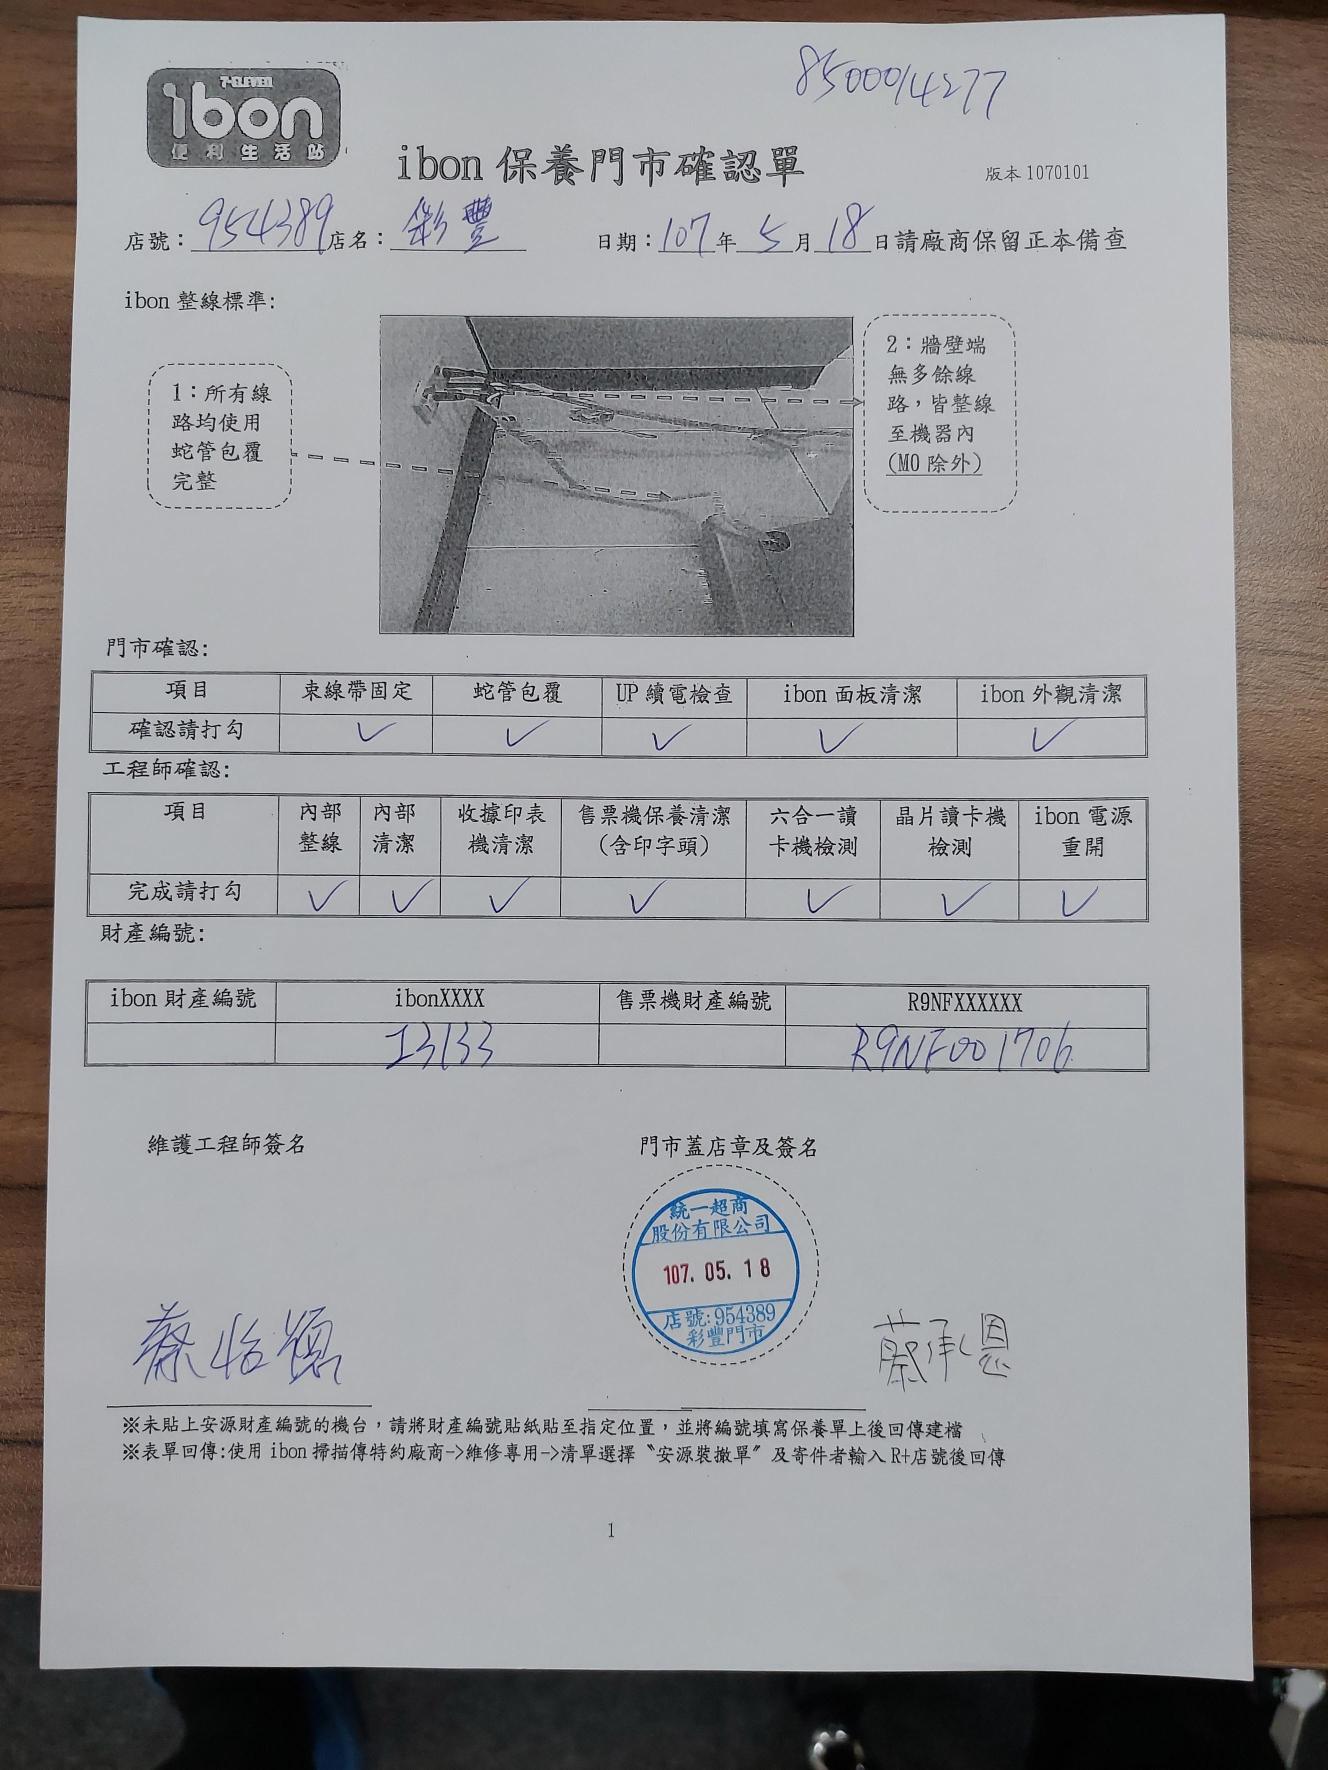 850014277
7-ELEVEN
ibon
便利生活站
ibon 保養門市確認單
版本 1070101
店號：954389 店名：彩豐 日期：107年 5月 18日請廠商保留正本備查
ibon 整線標準:
1：所有線
路均使用
蛇管包覆
完整
2：牆壁端
無多餘線
路，皆整線
至機器內
(MO 除外)
門市確認:
項目 束線帶固定 蛇管包覆 UP 續電檢查 ibon 面板清潔 ibon 外觀清潔
確認請打勾 ✓ ✓ ✓ ✓ ✓
工程師確認:
項目 內部整線 內部清潔 收據印表機清潔 售票機保養清潔(含印字頭) 六合一讀卡機檢測 晶片讀卡機檢測 ibon 電源重開
完成請打勾 ✓ ✓ ✓ ✓ ✓ ✓ ✓
財產編號:
ibon 財產編號 ibonXXXX 售票機財產編號 R9NFXXXXXX
13133 R9NF001706
維護工程師簽名 門市蓋店章及簽名
統一超商
股份有限公司
107. 05. 18
店號:954389
彩豐門市
蔡怡穎 蔡承恩
※未貼上安源財產編號的機台，請將財產編號貼紙貼至指定位置，並將編號填寫保養單上後回傳建檔
※表單回傳:使用 ibon 掃描傳特約廠商->維修專用->清單選擇〝安源裝撤單〞及寄件者輸入 R+店號後回傳
1